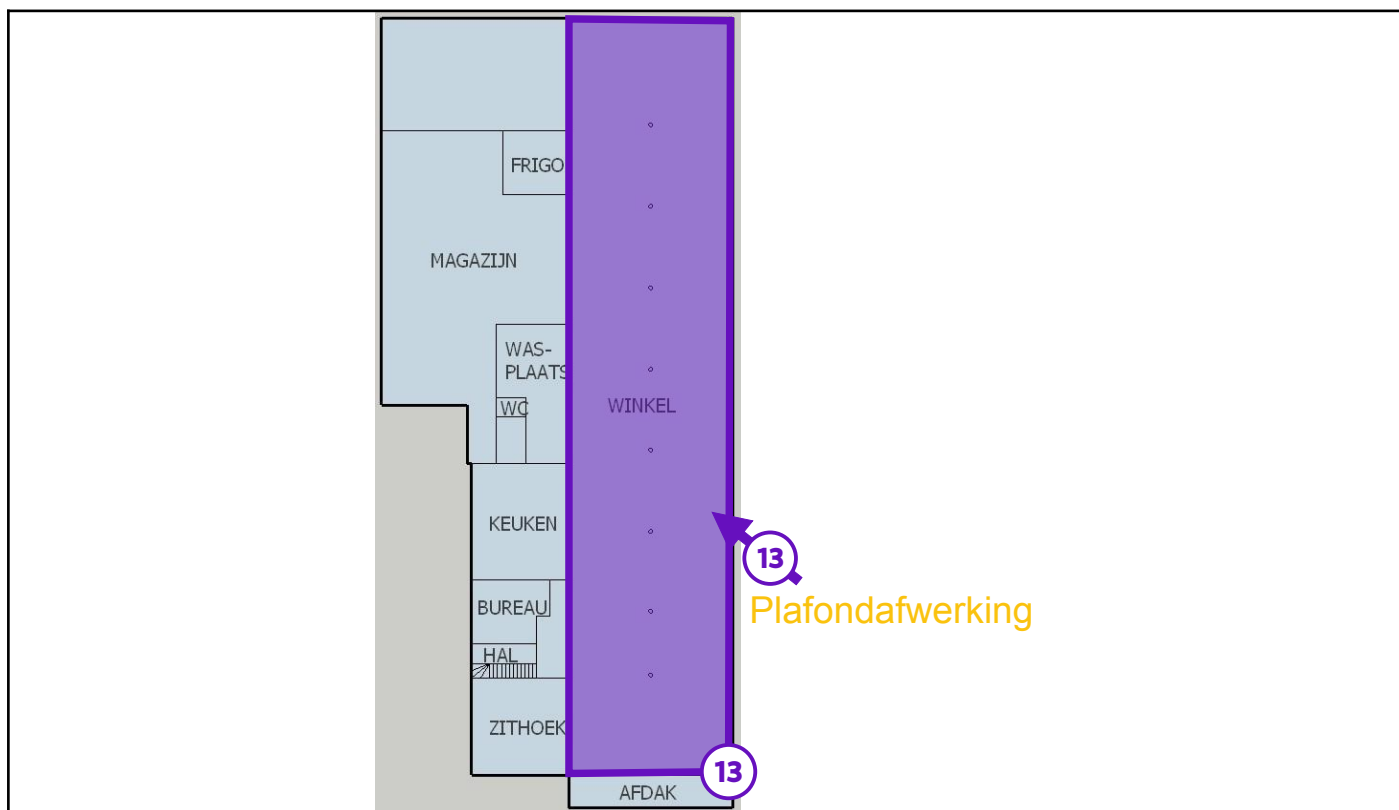 FRIGO
MAGAZIJN
WAS-
PLAATS
WC
WINKEL
KEUKEN
13
BUREAU
Plafondafwerking
HAL
ZITHOEK
13
AFDAK